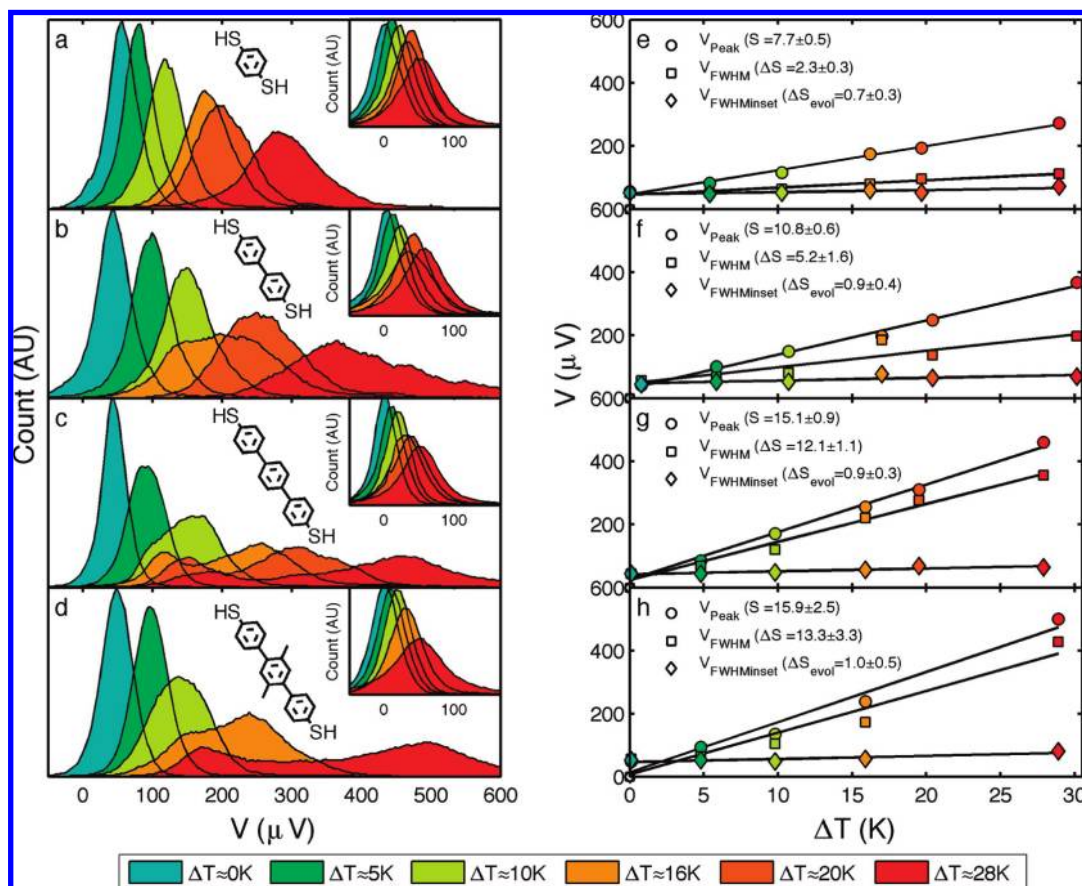 a
HS
SH
Count (AU)
0 100
b
HS
SH
Count (AU)
0 100
c
HS
SH
Count (AU)
0 100
d
HS
SH
Count (AU)
0 100
Count (AU)
0 100 200 300 400 500 600
V (μ V)
e
V_Peak (S =7.7±0.5)
V_FWHM (ΔS =2.3±0.3)
V_FWHMinset (ΔS_evol=0.7±0.3)
600
400
200
f
V_Peak (S =10.8±0.6)
V_FWHM (ΔS =5.2±1.6)
V_FWHMinset (ΔS_evol=0.9±0.4)
600
400
200
g
V_Peak (S =15.1±0.9)
V_FWHM (ΔS =12.1±1.1)
V_FWHMinset (ΔS_evol=0.9±0.3)
600
400
200
h
V_Peak (S =15.9±2.5)
V_FWHM (ΔS =13.3±3.3)
V_FWHMinset (ΔS_evol=1.0±0.5)
600
400
200
0
V (μ V)
0 5 10 15 20 25 30
ΔT (K)
ΔT≈0K ΔT≈5K ΔT≈10K ΔT≈16K ΔT≈20K ΔT≈28K